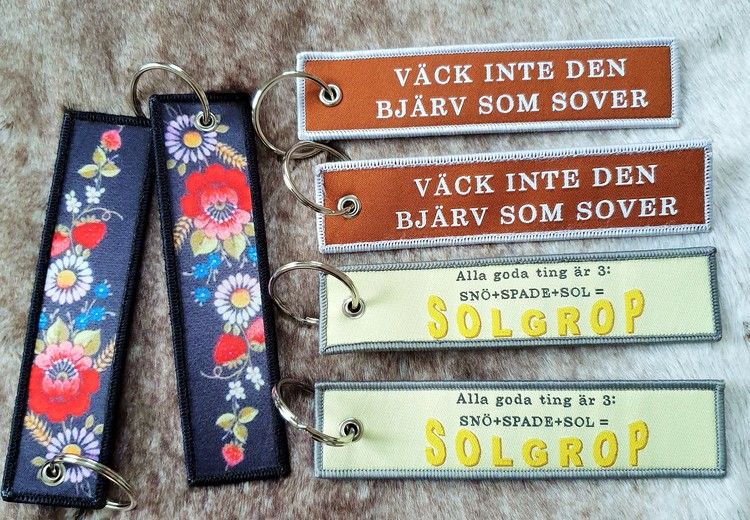 VÄCK INTE DEN
BJÄRV SOM SOVER
VÄCK INTE DEN
BJÄRV SOM SOVER
Alla goda ting är 3:
SNÖ+SPADE+SOL =
SOLGROP
Alla goda ting är 3:
SNÖ+SPADE+SOL =
SOLGROP